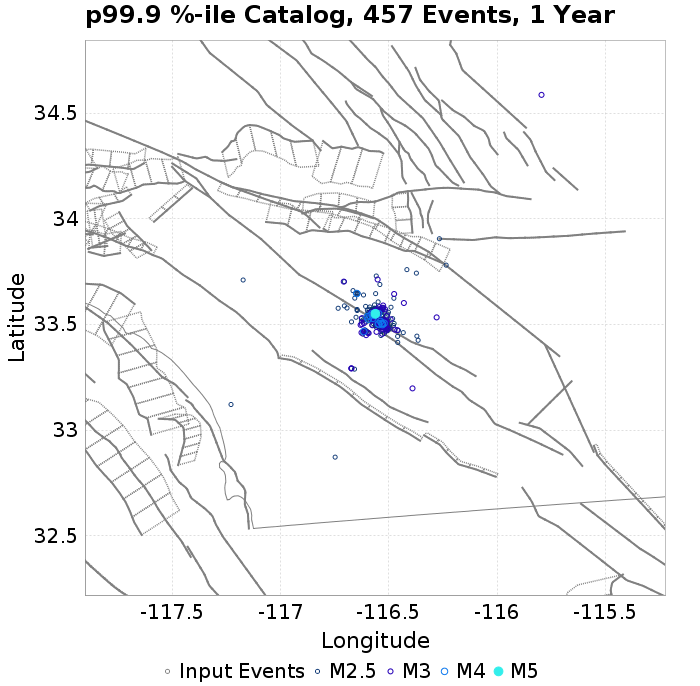 p99.9 %-ile Catalog, 457 Events, 1 Year
34.5
34
33.5
33
32.5
Latitude
-117.5 -117 -116.5 -116 -115.5
Longitude
Input Events M2.5 M3 M4 M5